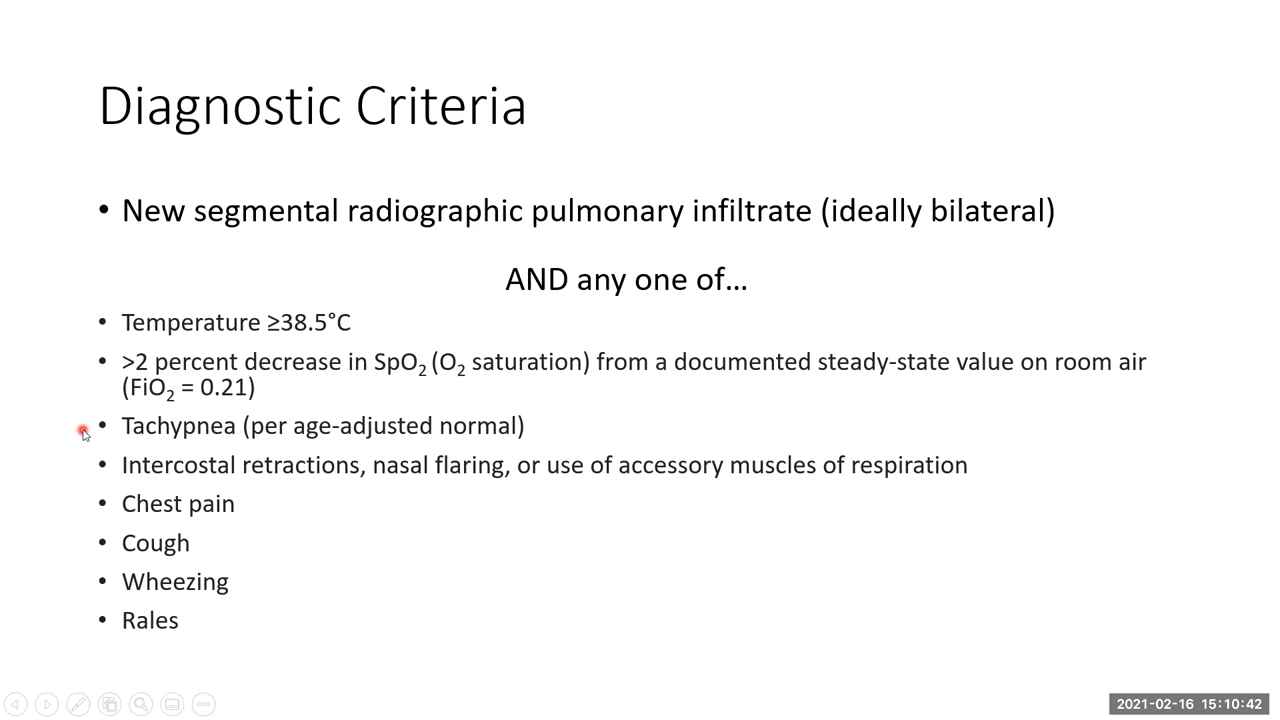 Diagnostic Criteria
• New segmental radiographic pulmonary infiltrate (ideally bilateral)
AND any one of...
• Temperature ≥38.5°C
• >2 percent decrease in SpO₂ (O₂ saturation) from a documented steady-state value on room air
(FiO₂ = 0.21)
• Tachypnea (per age-adjusted normal)
• Intercostal retractions, nasal flaring, or use of accessory muscles of respiration
• Chest pain
• Cough
• Wheezing
• Rales
2021-02-16 15:10:42